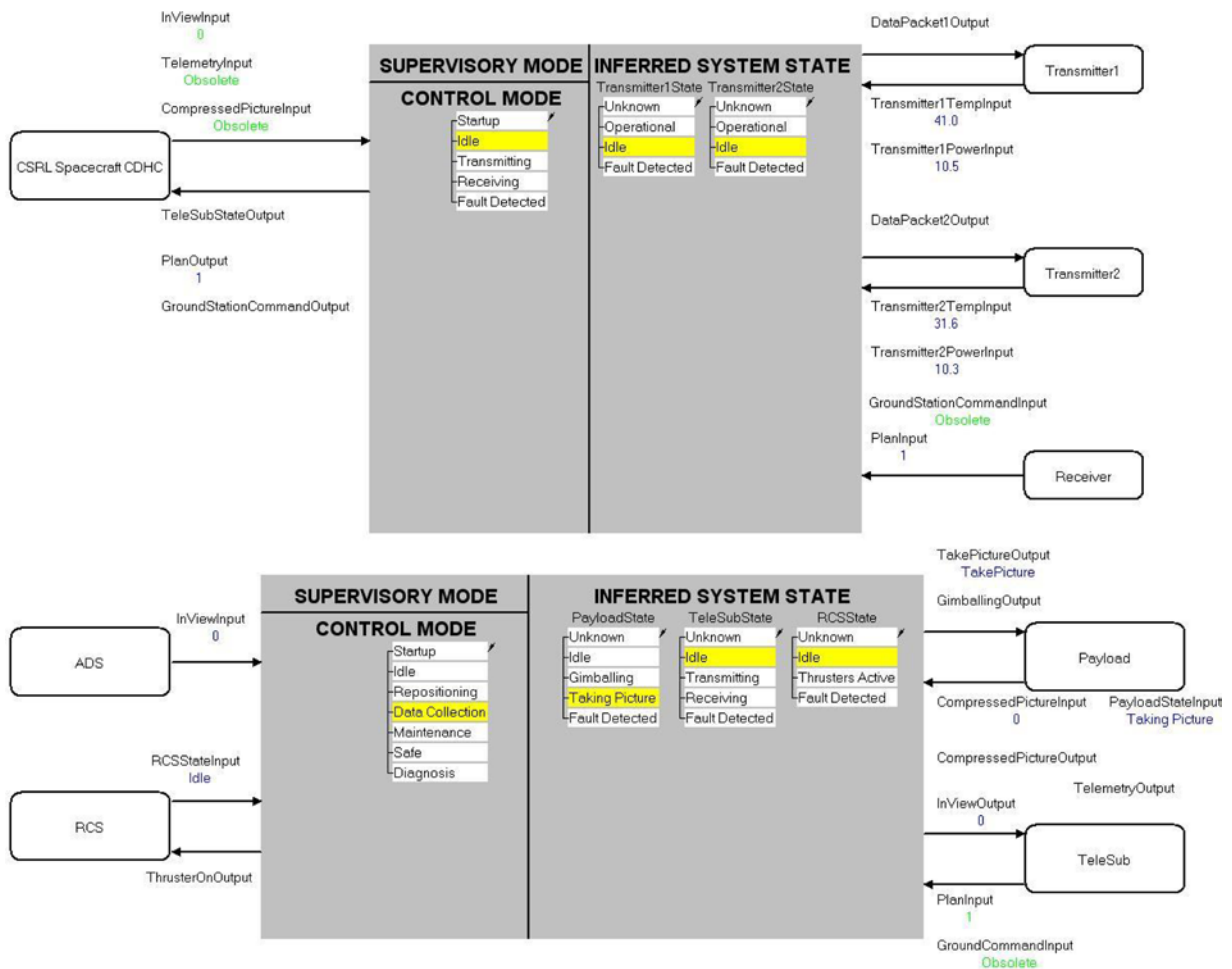 InViewInput
0
TelemetryInput
Obsolete
CompressedPictureInput
Obsolete
CSRL Spacecraft CDHC
TeleSubStateOutput
PlanOutput
1
GroundStationCommandOutput
SUPERVISORY MODE
CONTROL MODE
Startup
Idle
Transmitting
Receiving
Fault Detected
INFERRED SYSTEM STATE
Transmitter1State
Unknown
Operational
Idle
Fault Detected
Transmitter2State
Unknown
Operational
Idle
Fault Detected
DataPacket1Output
Transmitter1
Transmitter1TempInput
41.0
Transmitter1PowerInput
10.5
DataPacket2Output
Transmitter2
Transmitter2TempInput
31.6
Transmitter2PowerInput
10.3
GroundStationCommandInput
Obsolete
PlanInput
1
Receiver
InViewInput
0
ADS
RCSStateInput
Idle
RCS
ThrusterOnOutput
SUPERVISORY MODE
CONTROL MODE
Startup
Idle
Repositioning
Data Collection
Maintenance
Safe
Diagnosis
INFERRED SYSTEM STATE
PayloadState
Unknown
Idle
Gimballing
Taking Picture
Fault Detected
TeleSubState
Unknown
Idle
Transmitting
Receiving
Fault Detected
RCSState
Unknown
Idle
Thrusters Active
Fault Detected
TakePictureOutput
TakePicture
GimballingOutput
Payload
CompressedPictureInput
0
PayloadStateInput
Taking Picture
CompressedPictureOutput
TelemetryOutput
InViewOutput
0
TeleSub
PlanInput
1
GroundCommandInput
Obsolete